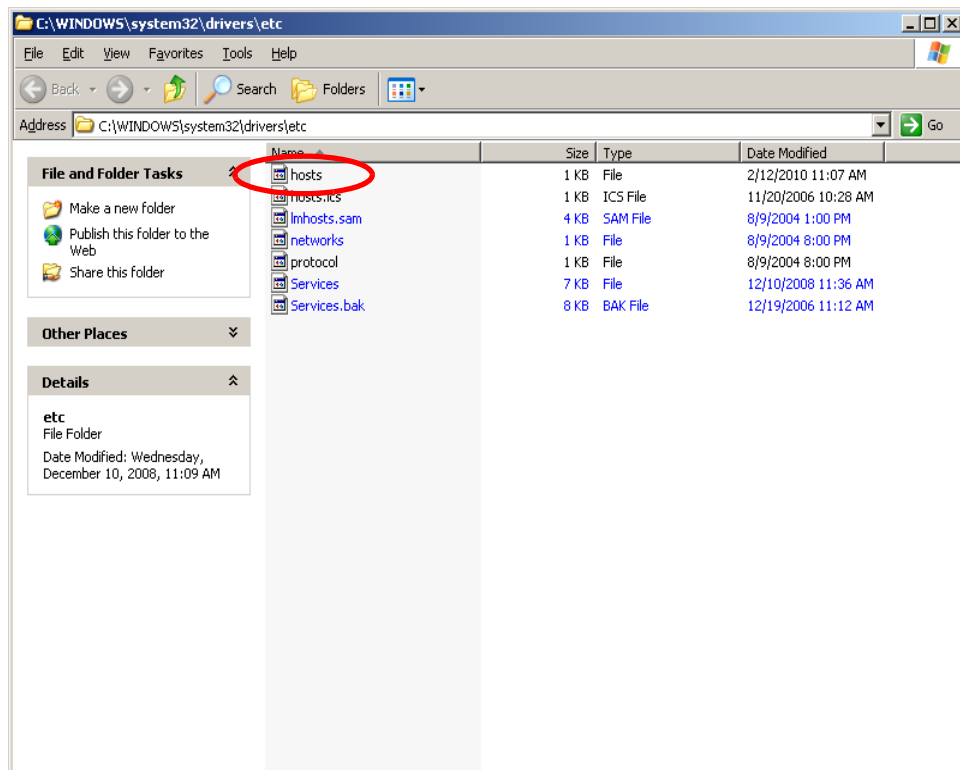 C:\WINDOWS\system32\drivers\etc
File Edit View Favorites Tools Help
Back Search Folders
Address C:\WINDOWS\system32\drivers\etc Go
File and Folder Tasks
Make a new folder
Publish this folder to the
Web
Share this folder
Other Places
Details
etc
File Folder
Date Modified: Wednesday,
December 10, 2008, 11:09 AM
Name Size Type Date Modified
hosts 1 KB File 2/12/2010 11:07 AM
hosts.ics 1 KB ICS File 11/20/2006 10:28 AM
lmhosts.sam 4 KB SAM File 8/9/2004 1:00 PM
networks 1 KB File 8/9/2004 8:00 PM
protocol 1 KB File 8/9/2004 8:00 PM
Services 7 KB File 12/10/2008 11:36 AM
Services.bak 8 KB BAK File 12/19/2006 11:12 AM